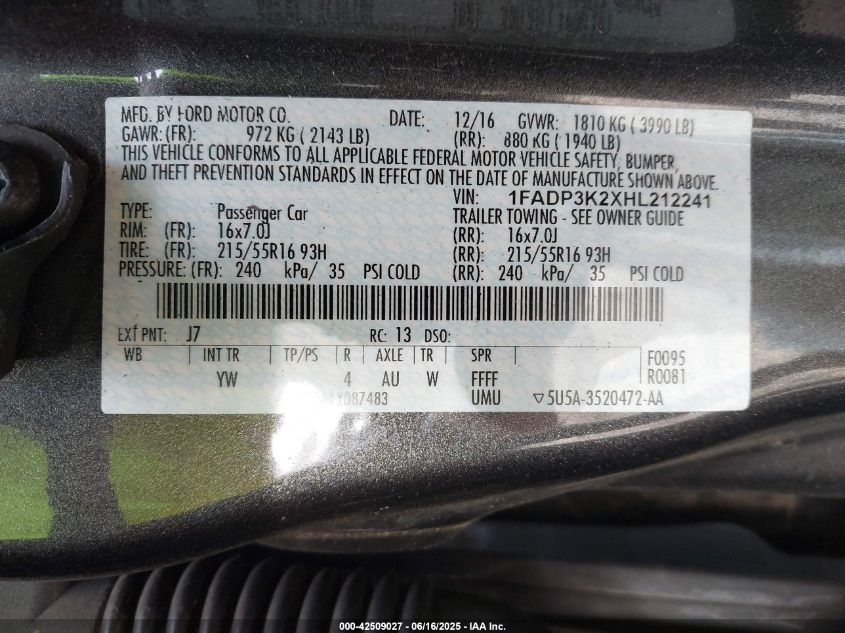 MFD. BY FORD MOTOR CO. DATE: 12/16 GVWR: 1810 KG ( 3990 LB)
GAWR:(FR): 972 KG ( 2143 LB) (RR): 880 KG ( 1940 LB)
THIS VEHICLE CONFORMS TO ALL APPLICABLE FEDERAL MOTOR VEHICLE SAFETY, BUMPER,
AND THEFT PREVENTION STANDARDS IN EFFECT ON THE DATE OF MANUFACTURE SHOWN ABOVE.
VIN: 1FADP3K2XHL212241
TYPE: Passenger Car TRAILER TOWING - SEE OWNER GUIDE
RIM: (FR): 16x7.0J (RR): 16x7.0J
TIRE: (FR): 215/55R16 93H (RR): 215/55R16 93H
PRESSURE: (FR): 240 kPa/ 35 PSI COLD (RR): 240 kPa/ 35 PSI COLD
EXT PNT: J7 RC: 13 DSO:
WB INT TR TP/PS R AXLE TR SPR F0095
YW 4 AU W FFFF R0081
087483 UMU ▽5U5A-3520472-AA
000-42509027 - 06/16/2025 - IAA Inc.